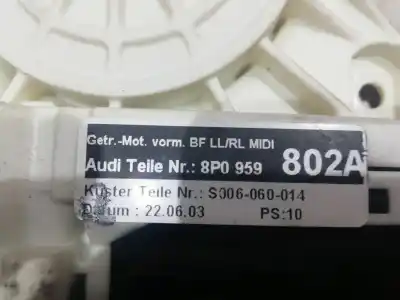 Getr.-Mot. vorm. BF LL/RL MIDI
Audi Teile Nr.: 8P0 959 802A
Küster Teile Nr.: S006-060-014
Datum : 22.06.03 PS:10